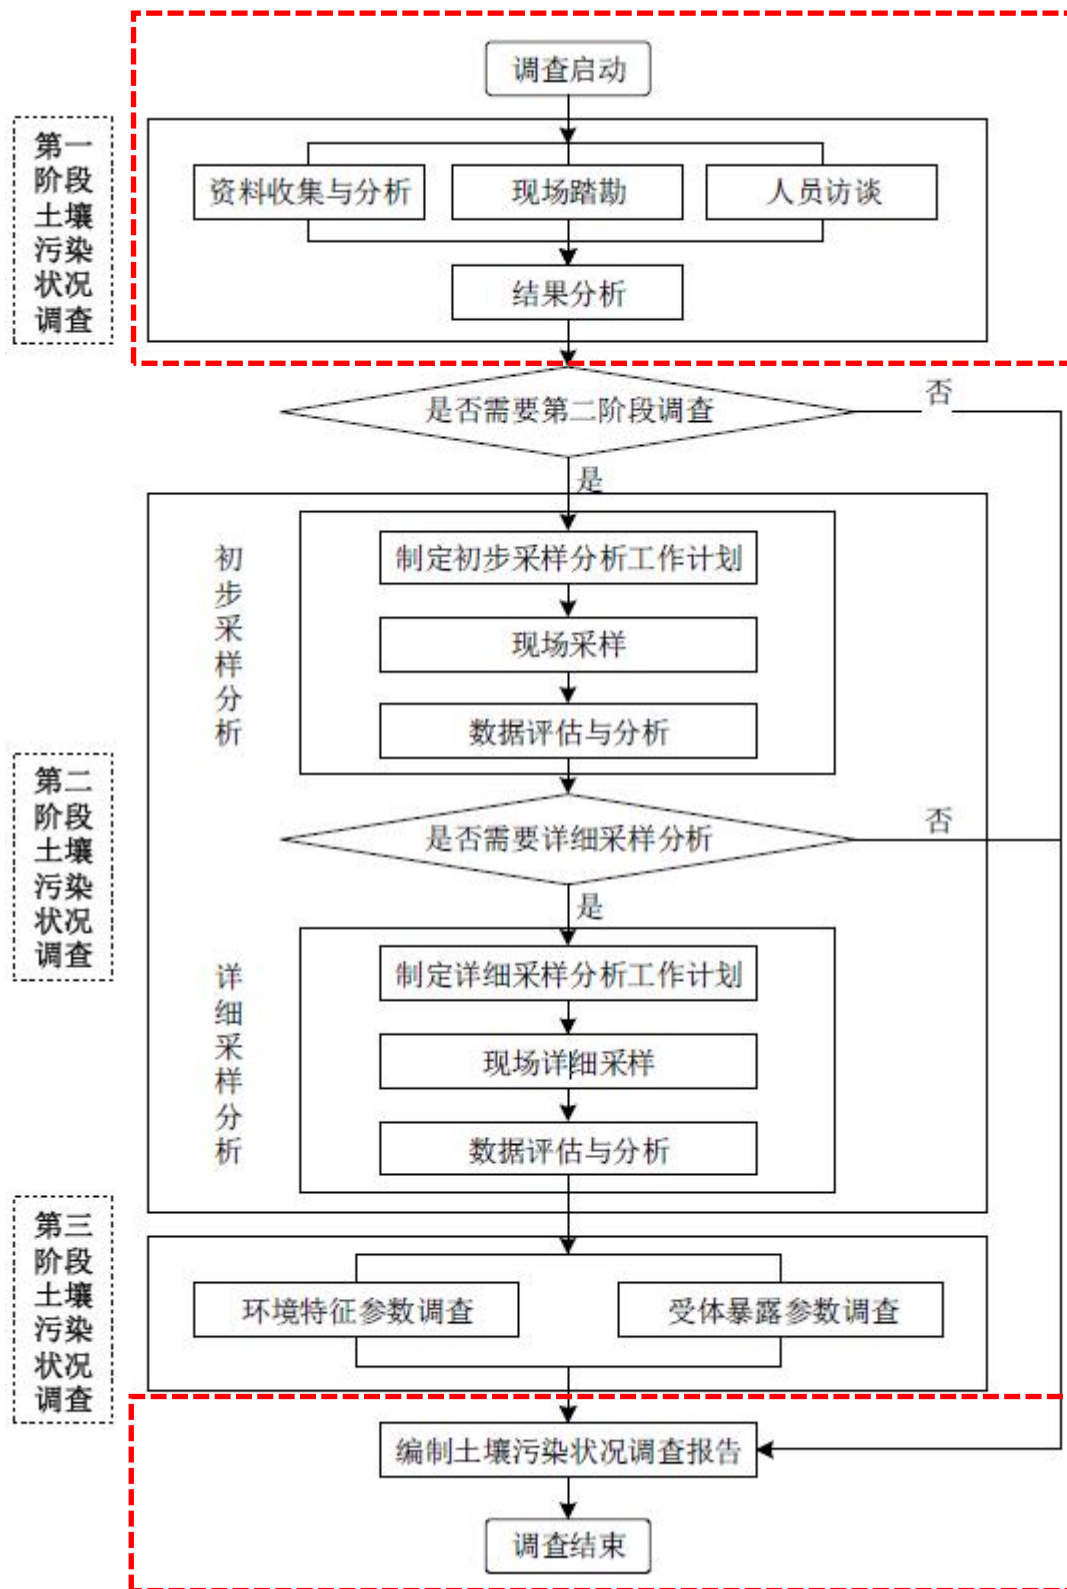 调查启动
第一
阶段
土壤
污染
状况
调查
资料收集与分析
现场踏勘
人员访谈
结果分析
是否需要第二阶段调查
否
是
第二
阶段
土壤
污染
状况
调查
初
步
采
样
分
析
制定初步采样分析工作计划
现场采样
数据评估与分析
是否需要详细采样分析
否
是
详
细
采
样
分
析
制定详细采样分析工作计划
现场详细采样
数据评估与分析
第三
阶段
土壤
污染
状况
调查
环境特征参数调查
受体暴露参数调查
编制土壤污染状况调查报告
调查结束